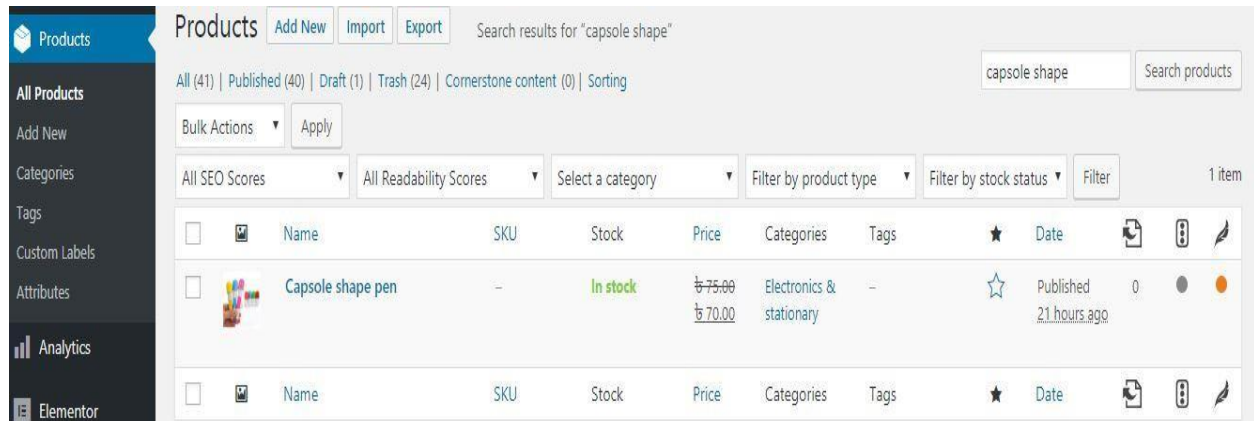 Products
All Products
Add New
Categories
Tags
Custom Labels
Attributes
Analytics
Elementor
Products Add New Import Export Search results for "capsole shape"
All (41) | Published (40) | Draft (1) | Trash (24) | Cornerstone content (0) | Sorting
capsole shape Search products
Bulk Actions Apply
All SEO Scores All Readability Scores Select a category Filter by product type Filter by stock status Filter 1 item
Name SKU Stock Price Categories Tags Date
Capsole shape pen – In stock ৳ 75.00 Electronics & – Published 0
৳ 70.00 stationary 21 hours ago
Name SKU Stock Price Categories Tags Date